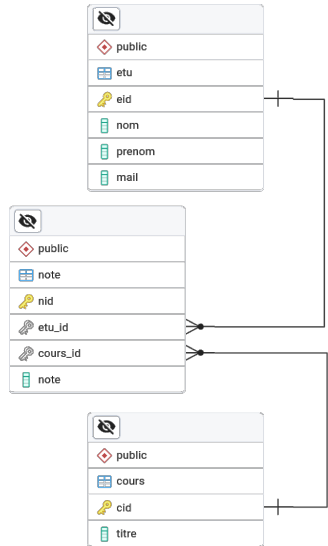 public
etu
eid
nom
prenom
mail
public
note
nid
etu_id
cours_id
note
public
cours
cid
titre